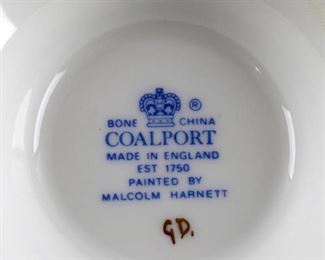 ®
BONE CHINA
COALPORT
MADE IN ENGLAND
EST 1750
PAINTED BY
MALCOLM HARNETT
GD.